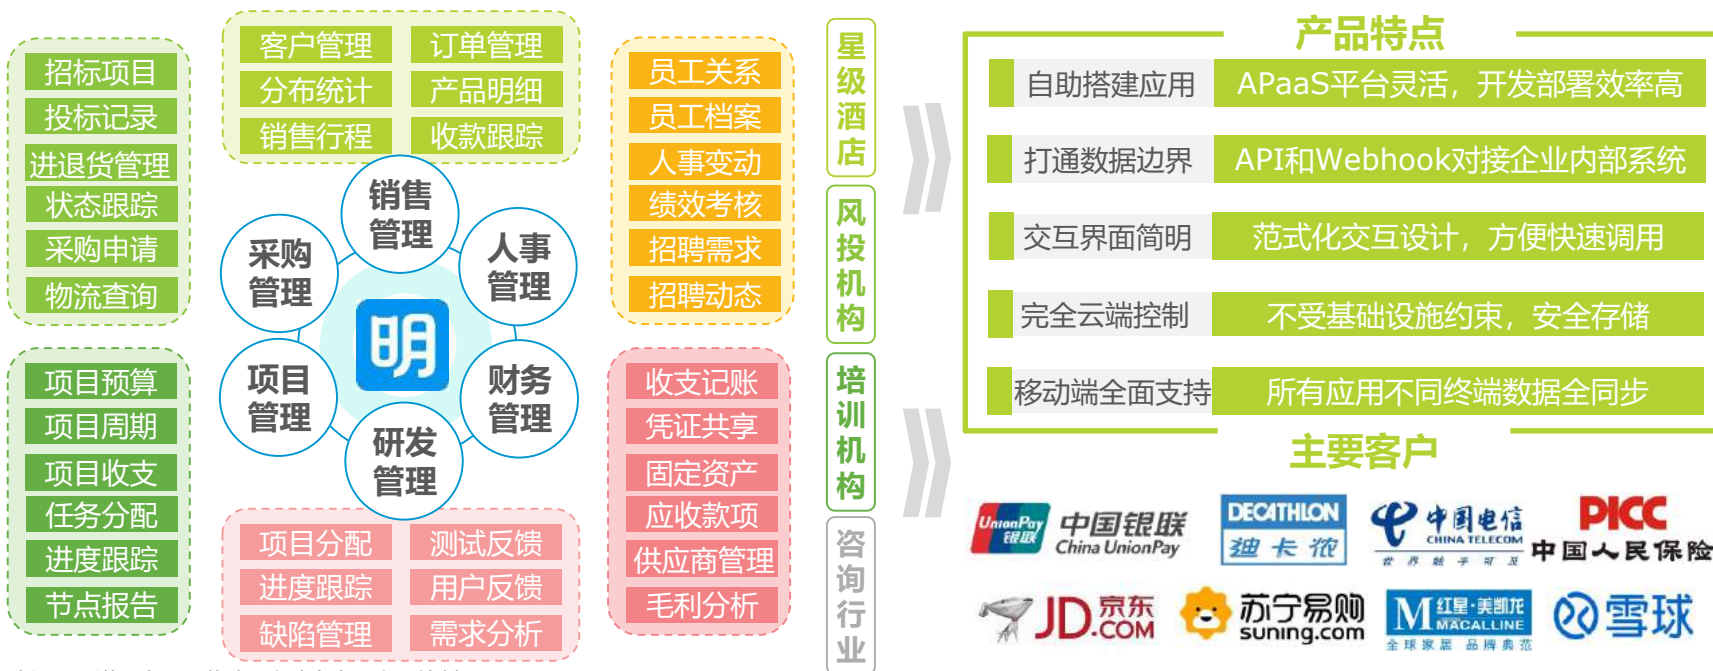 招标项目
投标记录
进退货管理
状态跟踪
采购申请
物流查询
客户管理
订单管理
分布统计
产品明细
销售行程
收款跟踪
员工关系
员工档案
人事变动
绩效考核
招聘需求
招聘动态
销售
管理
采购
管理
人事
管理
明
项目
管理
财务
管理
研发
管理
项目预算
项目周期
项目收支
任务分配
进度跟踪
节点报告
项目分配
测试反馈
进度跟踪
用户反馈
缺陷管理
需求分析
收支记账
凭证共享
固定资产
应收款项
供应商管理
毛利分析
星级酒店
风投机构
培训机构
咨询行业
产品特点
自助搭建应用
APaaS平台灵活，开发部署效率高
打通数据边界
API和Webhook对接企业内部系统
交互界面简明
范式化交互设计，方便快速调用
完全云端控制
不受基础设施约束，安全存储
移动端全面支持
所有应用不同终端数据全同步
主要客户
UnionPay
银联
中国银联
China UnionPay
DECATHLON
迪卡侬
中国电信
CHINA TELECOM
世界触手可及
PICC
中国人民保险
JD.京东
.COM
苏宁易购
suning.com
M
红星·美凯龙
MACALLINE
全球家居 品牌典范
雪球